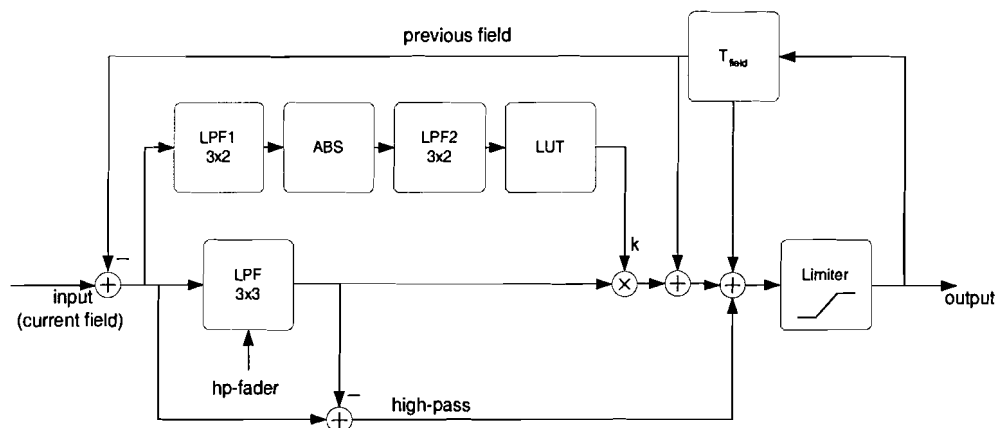 previous field
T field
LPF1
3x2
ABS
LPF2
3x2
LUT
k
−
input
(current field)
LPF
3x3
Limiter
output
hp-fader
−
high-pass